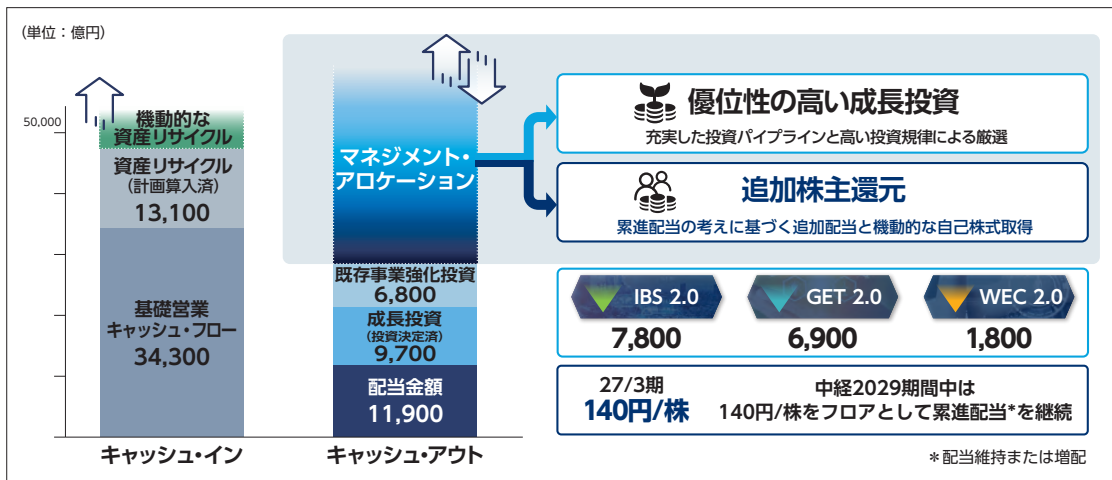 (単位：億円)
50,000
機動的な
資産リサイクル
資産リサイクル
(計画算入済)
13,100
基礎営業
キャッシュ・フロー
34,300
キャッシュ・イン
マネジメント・
アロケーション
既存事業強化投資
6,800
成長投資
(投資決定済)
9,700
配当金額
11,900
キャッシュ・アウト
優位性の高い成長投資
充実した投資パイプラインと高い投資規律による厳選
追加株主還元
累進配当の考えに基づく追加配当と機動的な自己株式取得
IBS 2.0
7,800
GET 2.0
6,900
WEC 2.0
1,800
27/3期
140円/株
中経2029期間中は
140円/株をフロアとして累進配当*を継続
＊配当維持または増配